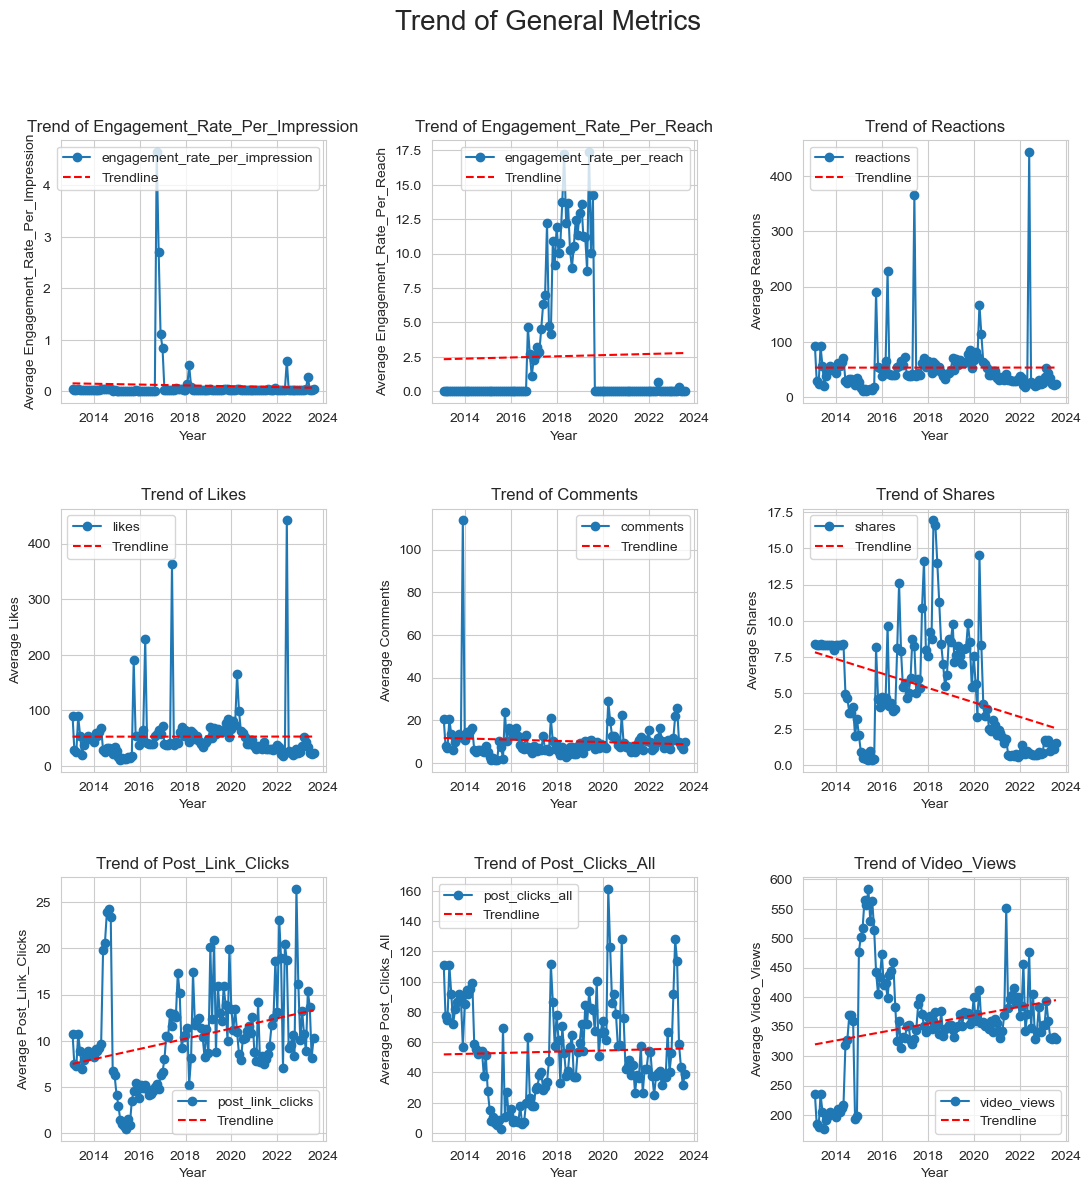 Trend of General Metrics
Trend of Engagement_Rate_Per_Impression
engagement_rate_per_impression
Trendline
Average Engagement_Rate_Per_Impression
4
3
2
1
0
2014 2016 2018 2020 2022 2024
Year
Trend of Engagement_Rate_Per_Reach
engagement_rate_per_reach
Trendline
Average Engagement_Rate_Per_Reach
17.5
15.0
12.5
10.0
7.5
5.0
2.5
0.0
2014 2016 2018 2020 2022 2024
Year
Trend of Reactions
reactions
Trendline
Average Reactions
400
300
200
100
0
2014 2016 2018 2020 2022 2024
Year
Trend of Likes
likes
Trendline
Average Likes
400
300
200
100
0
2014 2016 2018 2020 2022 2024
Year
Trend of Comments
comments
Trendline
Average Comments
100
80
60
40
20
0
2014 2016 2018 2020 2022 2024
Year
Trend of Shares
shares
Trendline
Average Shares
17.5
15.0
12.5
10.0
7.5
5.0
2.5
0.0
2014 2016 2018 2020 2022 2024
Year
Trend of Post_Link_Clicks
post_link_clicks
Trendline
Average Post_Link_Clicks
25
20
15
10
5
0
2014 2016 2018 2020 2022 2024
Year
Trend of Post_Clicks_All
post_clicks_all
Trendline
Average Post_Clicks_All
160
140
120
100
80
60
40
20
0
2014 2016 2018 2020 2022 2024
Year
Trend of Video_Views
video_views
Trendline
Average Video_Views
600
550
500
450
400
350
300
250
200
2014 2016 2018 2020 2022 2024
Year